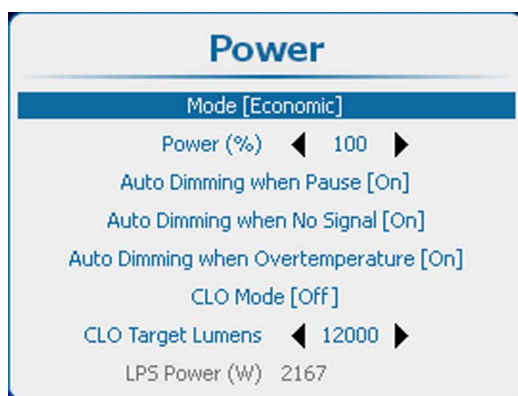 Power
Mode [Economic]
Power (%) 100
Auto Dimming when Pause [On]
Auto Dimming when No Signal [On]
Auto Dimming when Overtemperature [On]
CLO Mode [Off]
CLO Target Lumens 12000
LPS Power (W) 2167